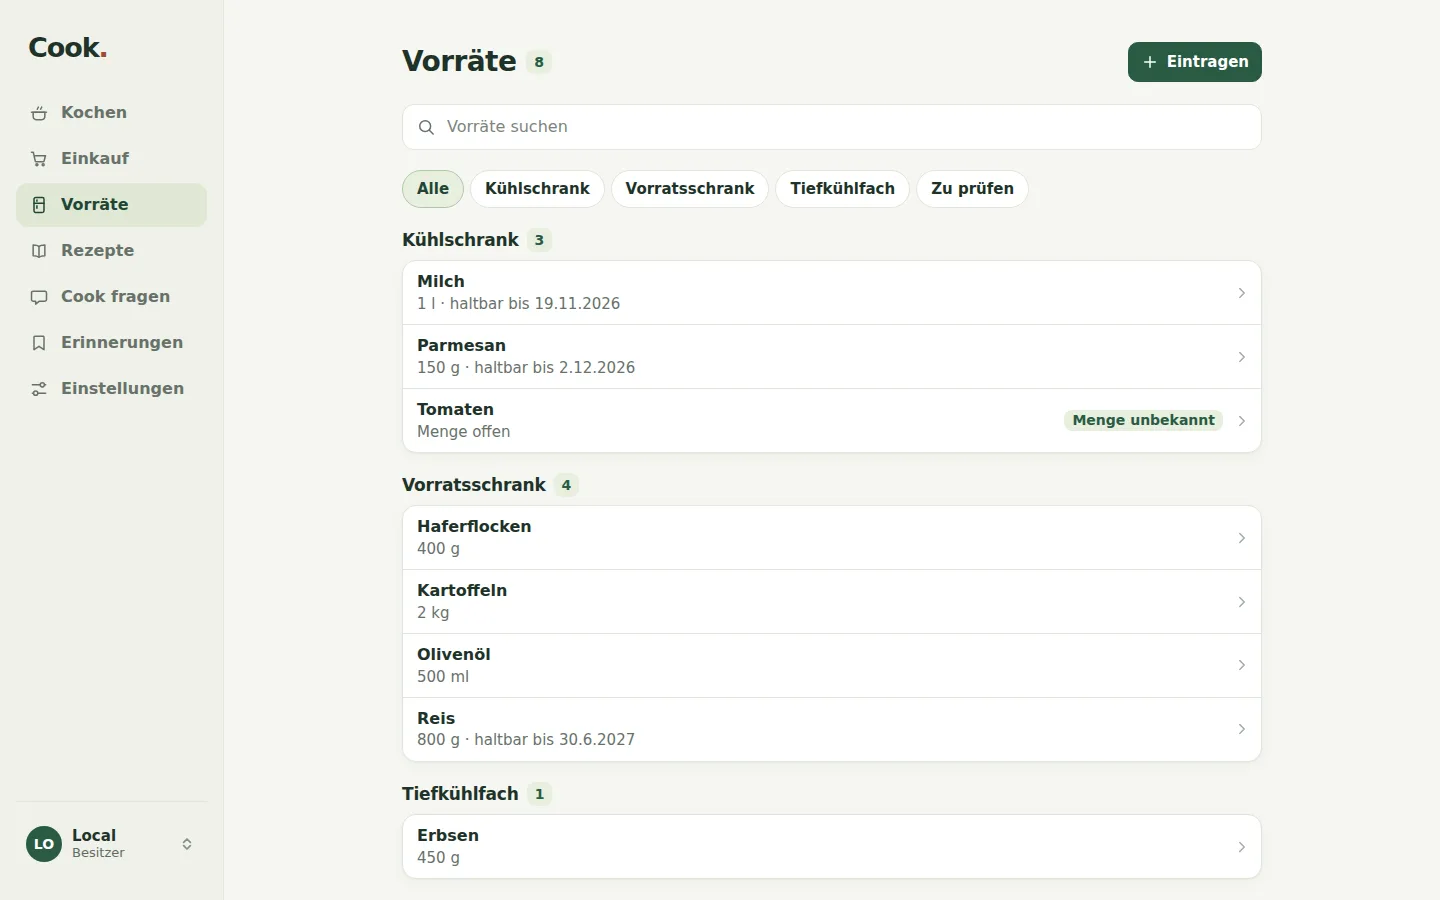 Cook.
Kochen
Einkauf
Vorräte
Rezepte
Cook fragen
Erinnerungen
Einstellungen
LO
Local
Besitzer
Vorräte 8
Eintragen
Vorräte suchen
Alle
Kühlschrank
Vorratsschrank
Tiefkühlfach
Zu prüfen
Kühlschrank 3
Milch
1 l · haltbar bis 19.11.2026
Parmesan
150 g · haltbar bis 2.12.2026
Tomaten
Menge offen
Menge unbekannt
Vorratsschrank 4
Haferflocken
400 g
Kartoffeln
2 kg
Olivenöl
500 ml
Reis
800 g · haltbar bis 30.6.2027
Tiefkühlfach 1
Erbsen
450 g